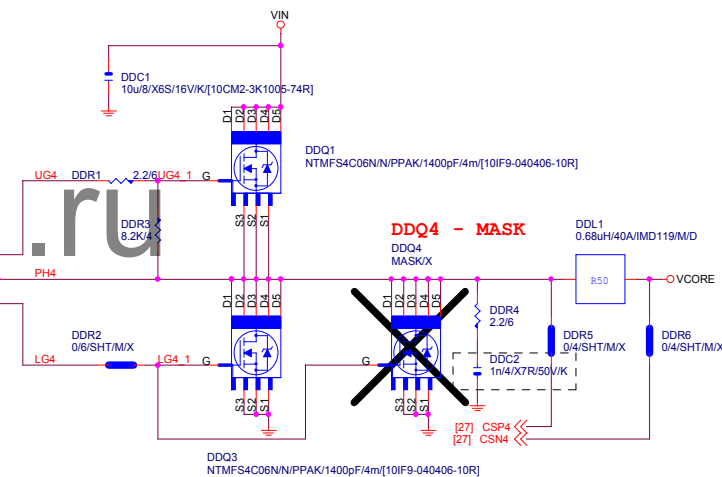 VIN
DDC1
10u/8/X6S/16V/K/[10CM2-3K1005-74R]
D1 D2 D3 D4 D5
DDQ1
NTMFS4C06N/N/PPAK/1400pF/4m/[10IF9-040406-10R]
UG4 DDR1 2.2/6 UG4_1 G
S3 S2 S1
.ru
DDR3
8.2K/4
DDQ4 - MASK
DDQ4
MASK/X
DDL1
0.68uH/40A/IMD119/M/D
PH4
R50
VCORE
D1 D2 D3 D4 D5
D1 D2 D3 D4 D5
DDR4
2.2/6
DDR2
0/6/SHT/M/X
DDR5
0/4/SHT/M/X
DDR6
0/4/SHT/M/X
LG4 LG4_1 G
G
DDC2
1n/4/X7R/50V/K
S3 S2 S1
S3 S2 S1
[27] CSP4
[27] CSN4
DDQ3
NTMFS4C06N/N/PPAK/1400pF/4m/[10IF9-040406-10R]